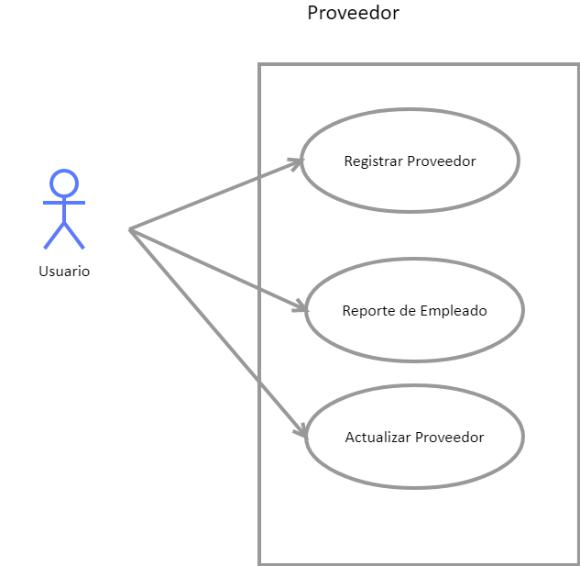 Proveedor
Registrar Proveedor
Usuario
Reporte de Empleado
Actualizar Proveedor